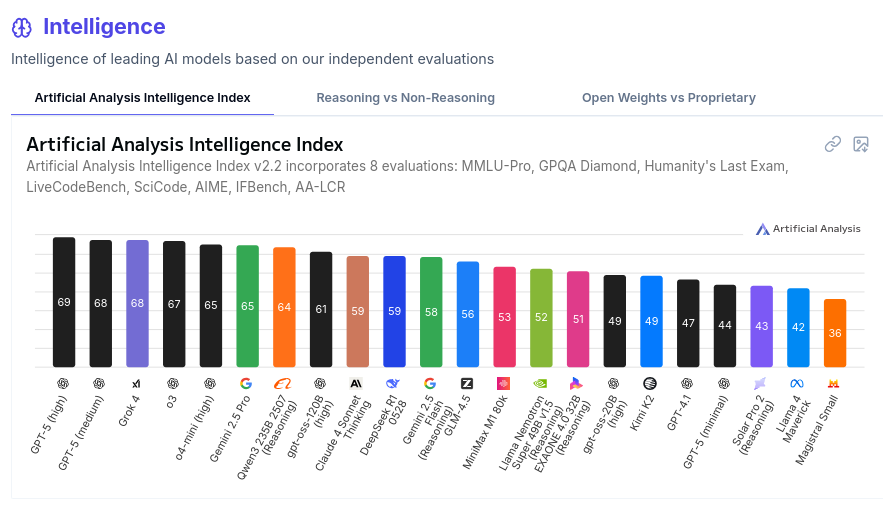 Intelligence
Intelligence of leading AI models based on our independent evaluations
Artificial Analysis Intelligence Index
Reasoning vs Non-Reasoning
Open Weights vs Proprietary
Artificial Analysis Intelligence Index
Artificial Analysis Intelligence Index v2.2 incorporates 8 evaluations: MMLU-Pro, GPQA Diamond, Humanity's Last Exam,
LiveCodeBench, SciCode, AIME, IFBench, AA-LCR
Artificial Analysis
69
68
68
67
65
65
64
61
59
59
58
56
53
52
51
49
49
47
44
43
42
36
GPT-5 (high)
GPT-5 (medium)
Grok 4
o3
o4-mini (high)
Gemini 2.5 Pro
Qwen3 235B 2507
(Reasoning)
gpt-oss-120B
(high)
Claude 4 Sonnet
Thinking
DeepSeek R1
0528
Gemini 2.5
Flash
(Reasoning)
GLM-4.5
MiniMax M1 80k
Llama Nemotron
Super 49B v1.5
(Reasoning)
EXAONE 4.0 32B
(Reasoning)
gpt-oss-20B
(high)
Kimi K2
GPT-4.1
GPT-5 (minimal)
Solar Pro 2
(Reasoning)
Llama 4
Maverick
Magistral Small